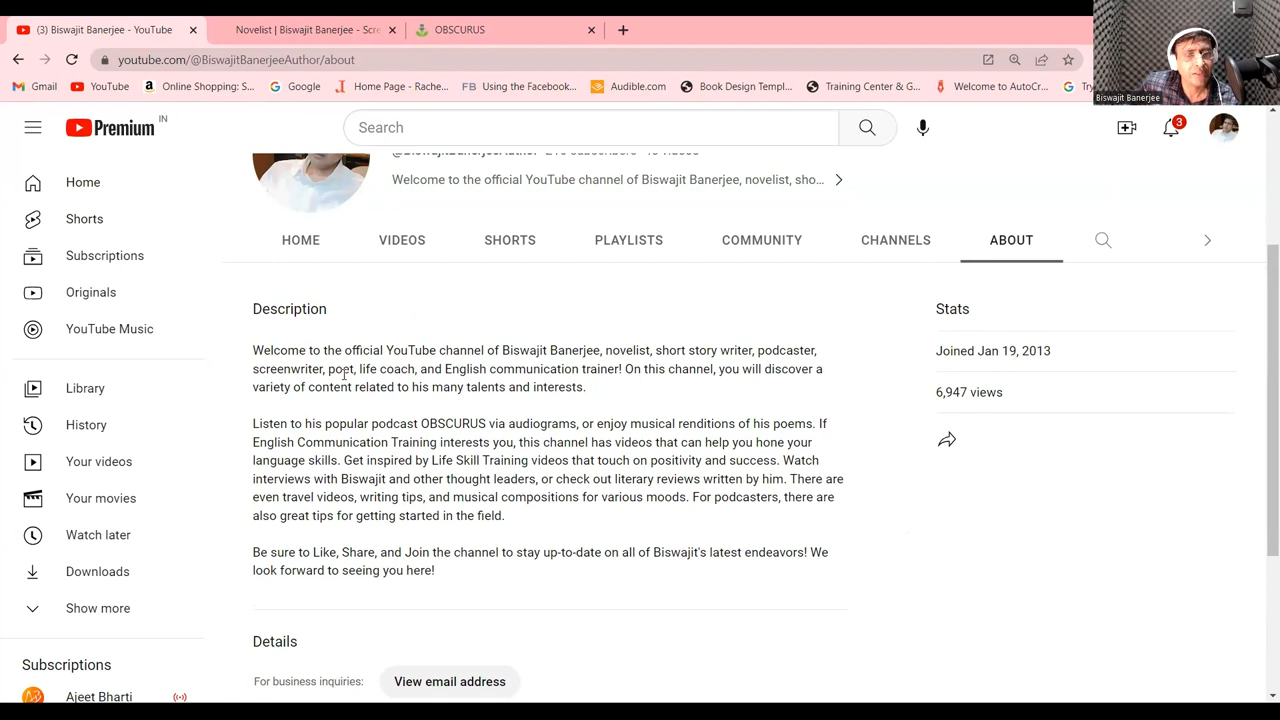 (3) Biswajit Banerjee - YouTube
Novelist | Biswajit Banerjee - Scre
OBSCURUS
youtube.com/@BiswajitBanerjeeAuthor/about
Gmail
YouTube
Online Shopping: S...
Google
Home Page - Rache...
FB Using the Facebook...
Audible.com
Book Design Templ...
Training Center & G...
Welcome to AutoCr...
Biswajit Banerjee
Premium IN
Search
3
Home
Shorts
Subscriptions
Originals
YouTube Music
Library
History
Your videos
Your movies
Watch later
Downloads
Show more
Subscriptions
Ajeet Bharti
Welcome to the official YouTube channel of Biswajit Banerjee, novelist, sho...
HOME
VIDEOS
SHORTS
PLAYLISTS
COMMUNITY
CHANNELS
ABOUT
Description
Welcome to the official YouTube channel of Biswajit Banerjee, novelist, short story writer, podcaster,
screenwriter, poet, life coach, and English communication trainer! On this channel, you will discover a
variety of content related to his many talents and interests.
Listen to his popular podcast OBSCURUS via audiograms, or enjoy musical renditions of his poems. If
English Communication Training interests you, this channel has videos that can help you hone your
language skills. Get inspired by Life Skill Training videos that touch on positivity and success. Watch
interviews with Biswajit and other thought leaders, or check out literary reviews written by him. There are
even travel videos, writing tips, and musical compositions for various moods. For podcasters, there are
also great tips for getting started in the field.
Be sure to Like, Share, and Join the channel to stay up-to-date on all of Biswajit's latest endeavors! We
look forward to seeing you here!
Details
For business inquiries:
View email address
Stats
Joined Jan 19, 2013
6,947 views